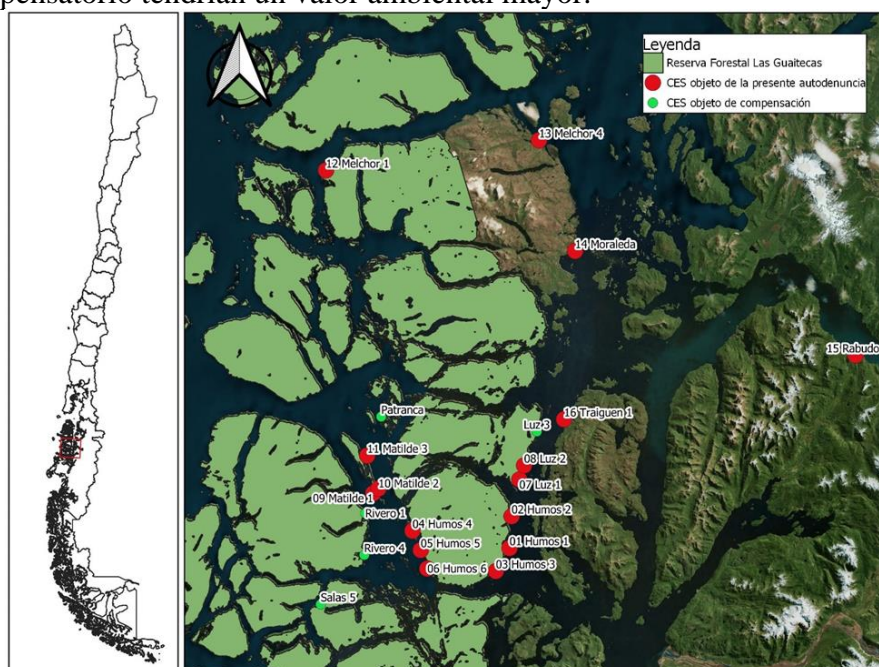 pensatorio tendrían un valor ambiental mayor.
Leyenda
Reserva Forestal Las Guaitecas
CES objeto de la presente autodenuncia
CES objeto de compensación
13 Melchor 4
12 Melchor 1
14 Moraleda
15 Rabudo
Patranca
16 Traiguen 1
Luz 3
11 Matilde 3
08 Luz 2
07 Luz 1
10 Matilde 2
09 Matilde 1
Rivero 1
02 Humos 2
04 Humos 4
05 Humos 5
01 Humos 1
Rivero 4
06 Humos 6
03 Humos 3
Salas 5